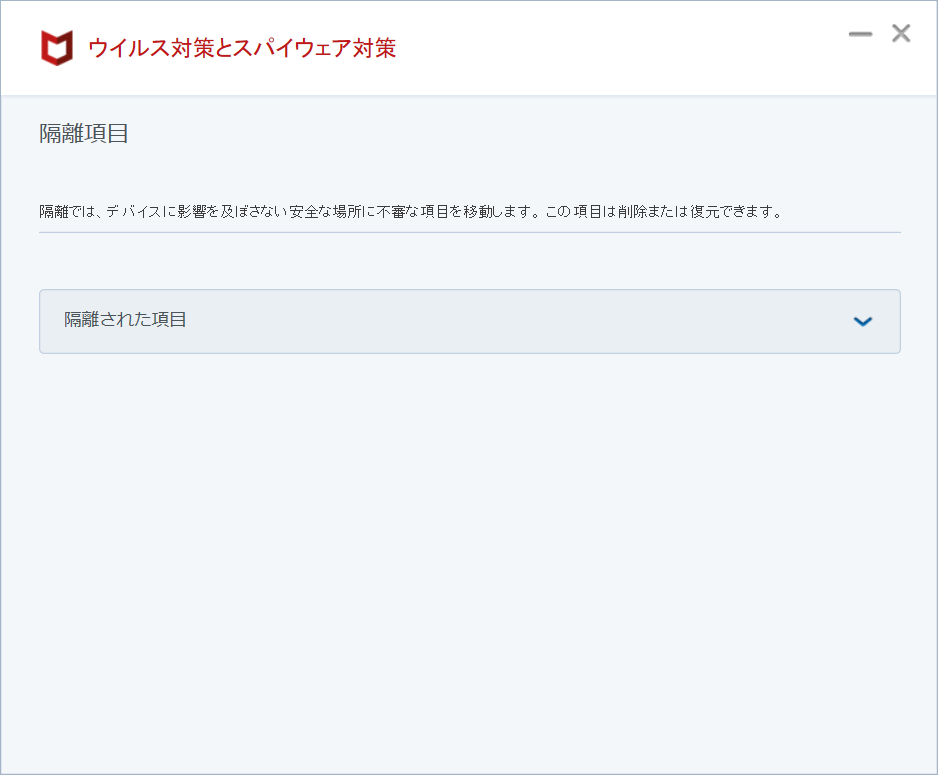 ウイルス対策とスパイウェア対策
隔離項目
隔離では、デバイスに影響を及ぼさない安全な場所に不審な項目を移動します。この項目は削除または復元できます。
隔離された項目